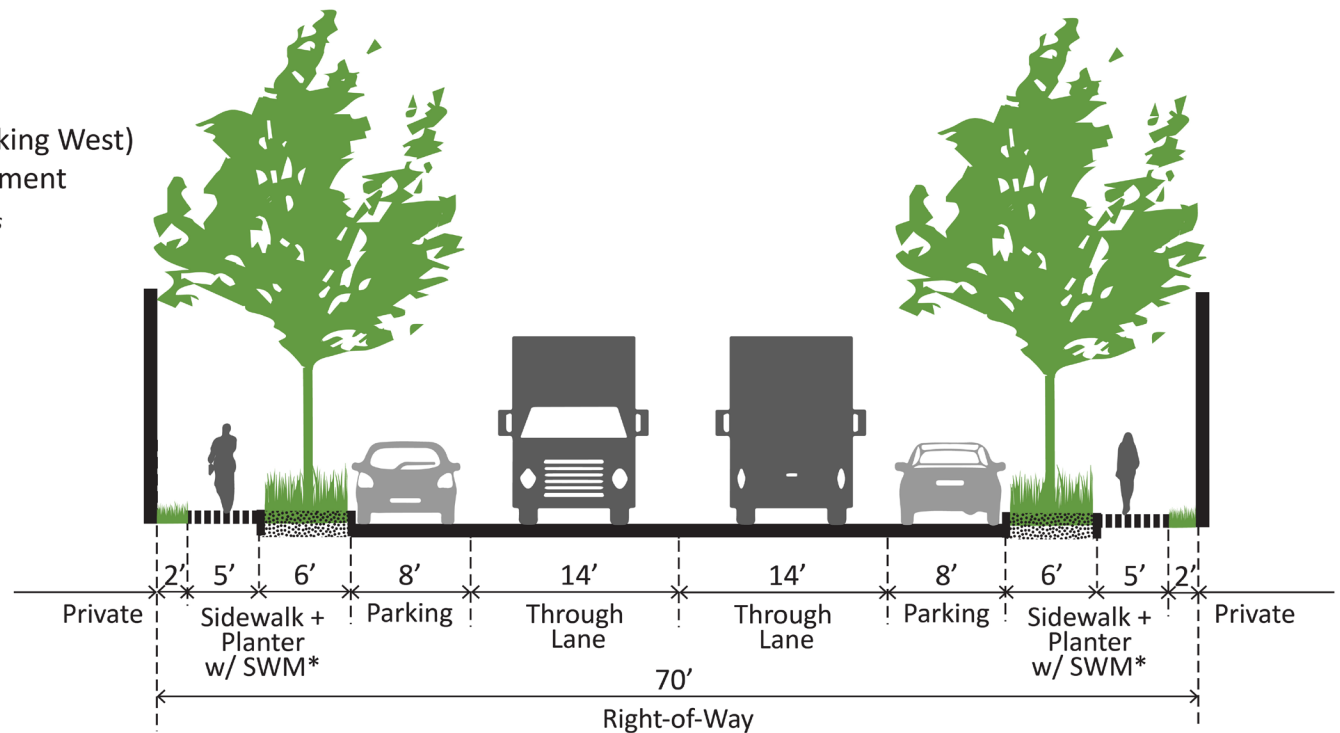 king West)
ment
s
2’ 5’ 6’ 8’ 14’ 14’ 8’ 6’ 5’ 2’
Private Sidewalk + Parking Through Through Parking Sidewalk + Private
Planter Lane Lane Planter
w/ SWM* w/ SWM*
70’
Right-of-Way